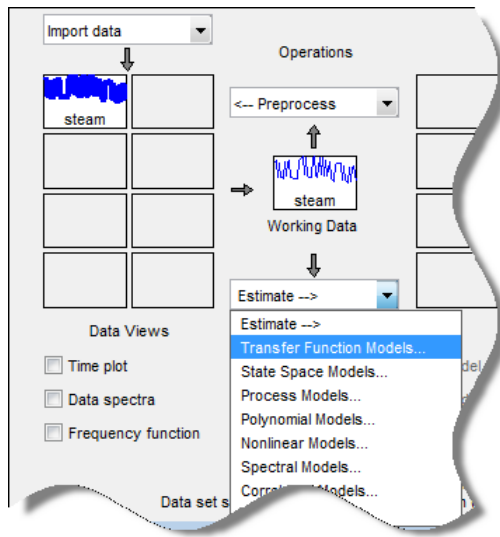 Import data
Operations
steam
<-- Preprocess
steam
Working Data
Estimate -->
Data Views
Estimate -->
Transfer Function Models...
Time plot
State Space Models...
Data spectra
Process Models...
Polynomial Models...
Frequency function
Nonlinear Models...
Spectral Models...
Models...
Data set s